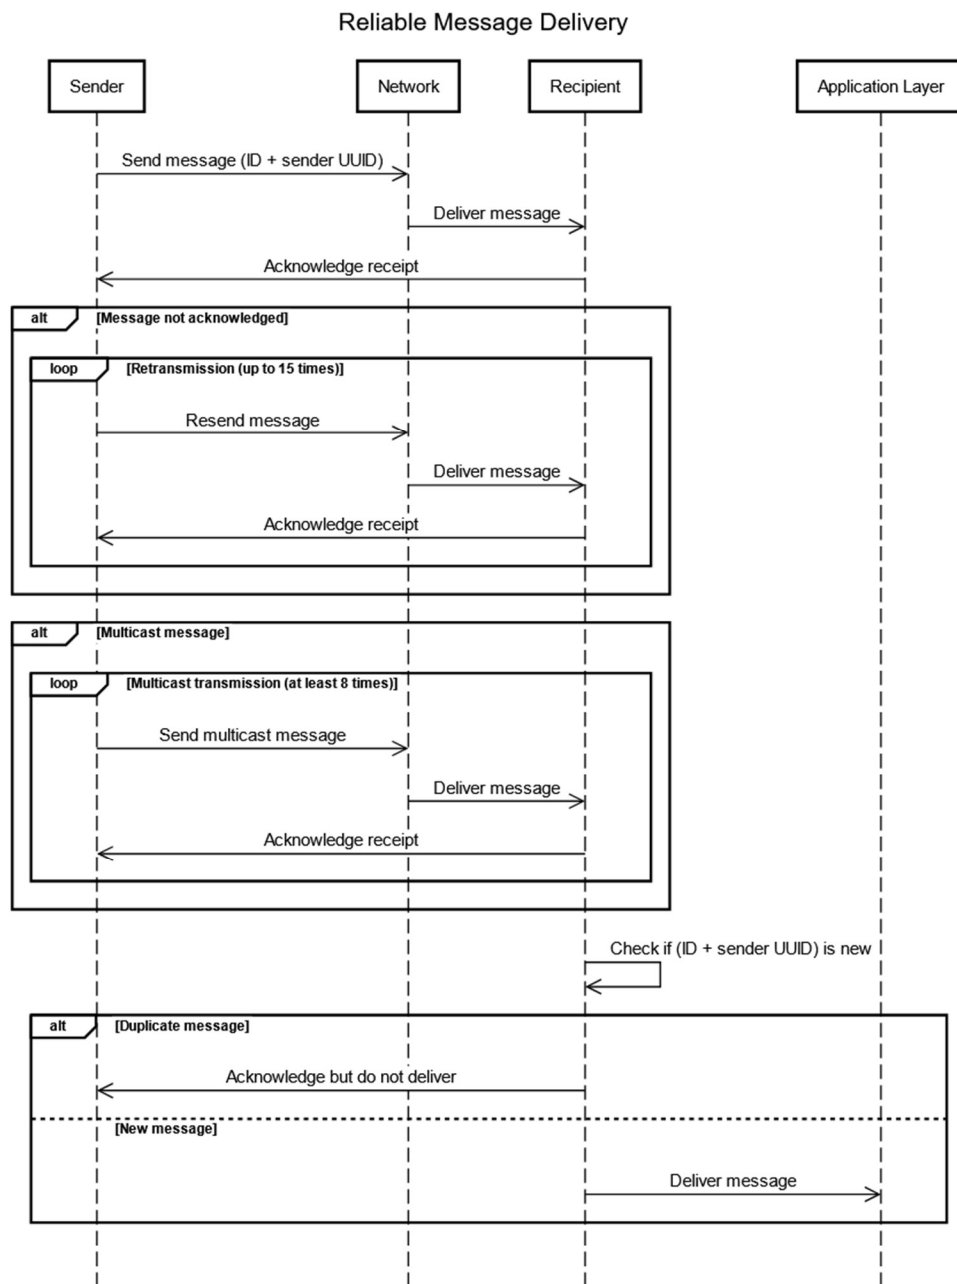 Reliable Message Delivery
Sender
Network
Recipient
Application Layer
Send message (ID + sender UUID)
Deliver message
Acknowledge receipt
alt
[Message not acknowledged]
loop
[Retransmission (up to 15 times)]
Resend message
Deliver message
Acknowledge receipt
alt
[Multicast message]
loop
[Multicast transmission (at least 8 times)]
Send multicast message
Deliver message
Acknowledge receipt
Check if (ID + sender UUID) is new
alt
[Duplicate message]
Acknowledge but do not deliver
[New message]
Deliver message